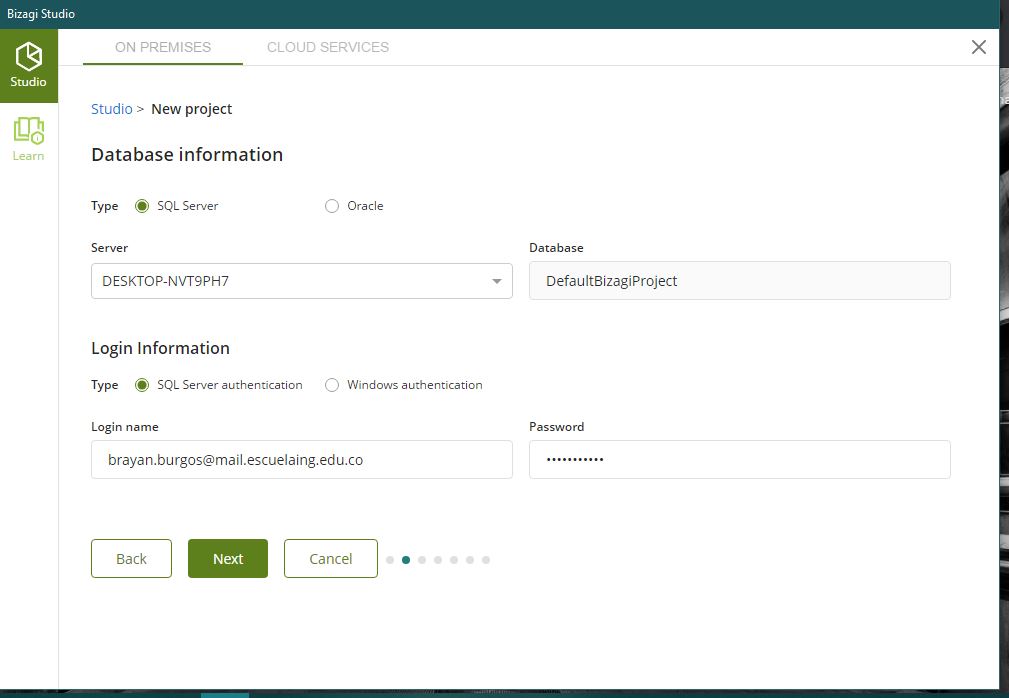 Bizagi Studio
ON PREMISES CLOUD SERVICES
Studio
Learn
Studio > New project
Database information
Type SQL Server Oracle
Server Database
DESKTOP-NVT9PH7 DefaultBizagiProject
Login Information
Type SQL Server authentication Windows authentication
Login name Password
brayan.burgos@mail.escuelaing.edu.co •••••••••••
Back Next Cancel